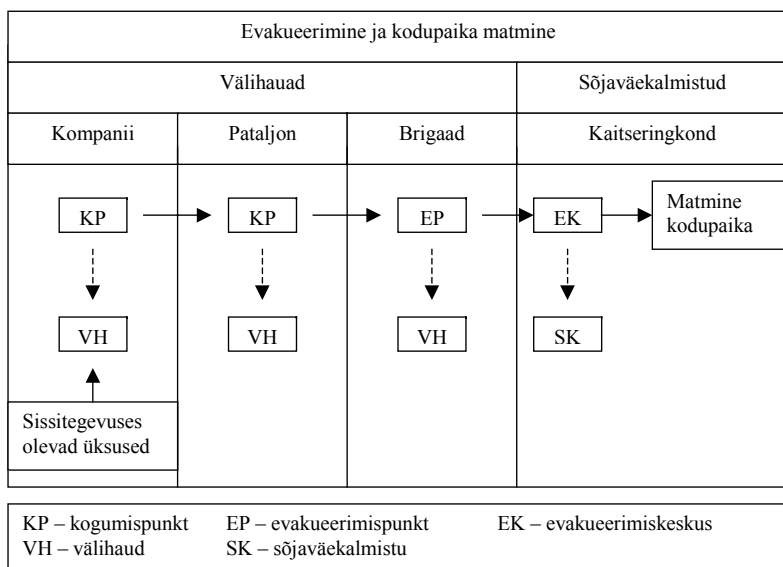 Evakueerimine ja kodupaika matmine
Välihauad
Sõjaväekalmistud
Kompanii
Pataljon
Brigaad
Kaitseringkond
KP
KP
EP
EK
Matmine
kodupaika
VH
VH
VH
SK
Sissitegevuses
olevad üksused
KP – kogumispunkt EP – evakueerimispunkt EK – evakueerimiskeskus
VH – välihaud SK – sõjaväekalmistu